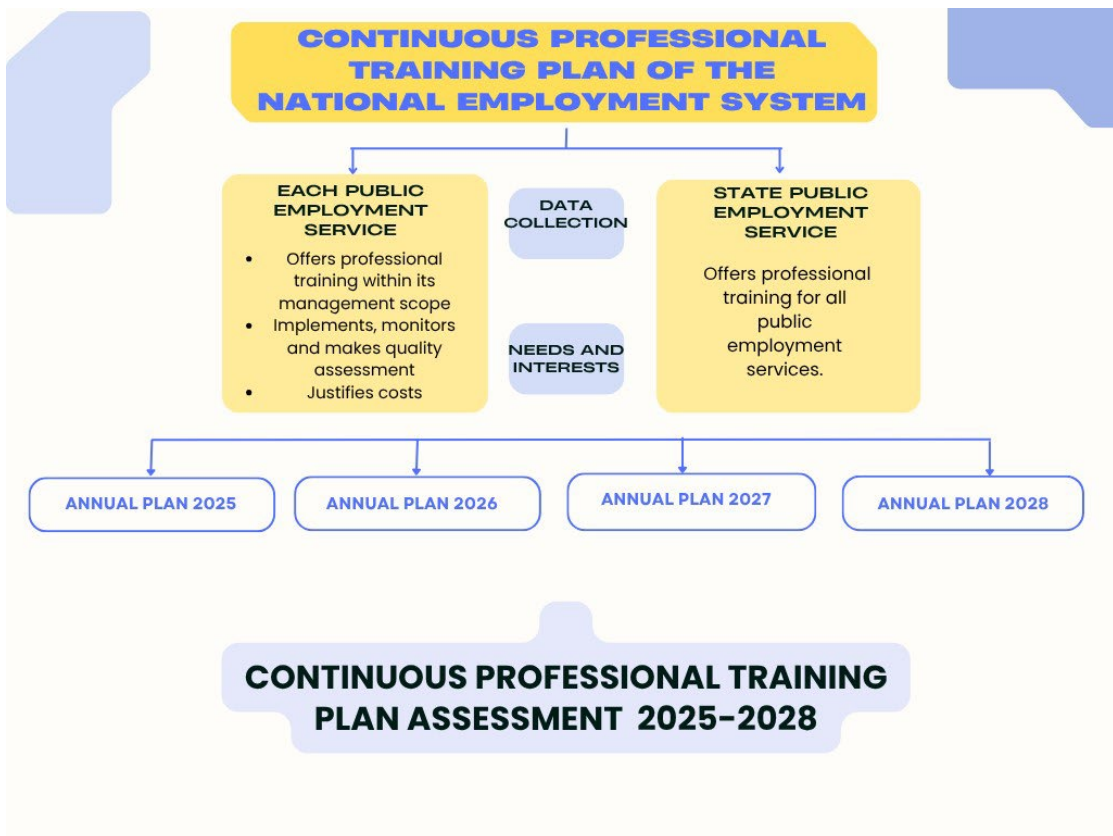 CONTINUOUS PROFESSIONAL
TRAINING PLAN OF THE
NATIONAL EMPLOYMENT SYSTEM
EACH PUBLIC
EMPLOYMENT
SERVICE
• Offers professional
training within its
management scope
• Implements, monitors
and makes quality
assessment
• Justifies costs
DATA
COLLECTION
NEEDS AND
INTERESTS
STATE PUBLIC
EMPLOYMENT
SERVICE
Offers professional
training for all
public
employment
services.
ANNUAL PLAN 2025
ANNUAL PLAN 2026
ANNUAL PLAN 2027
ANNUAL PLAN 2028
CONTINUOUS PROFESSIONAL TRAINING
PLAN ASSESSMENT 2025-2028